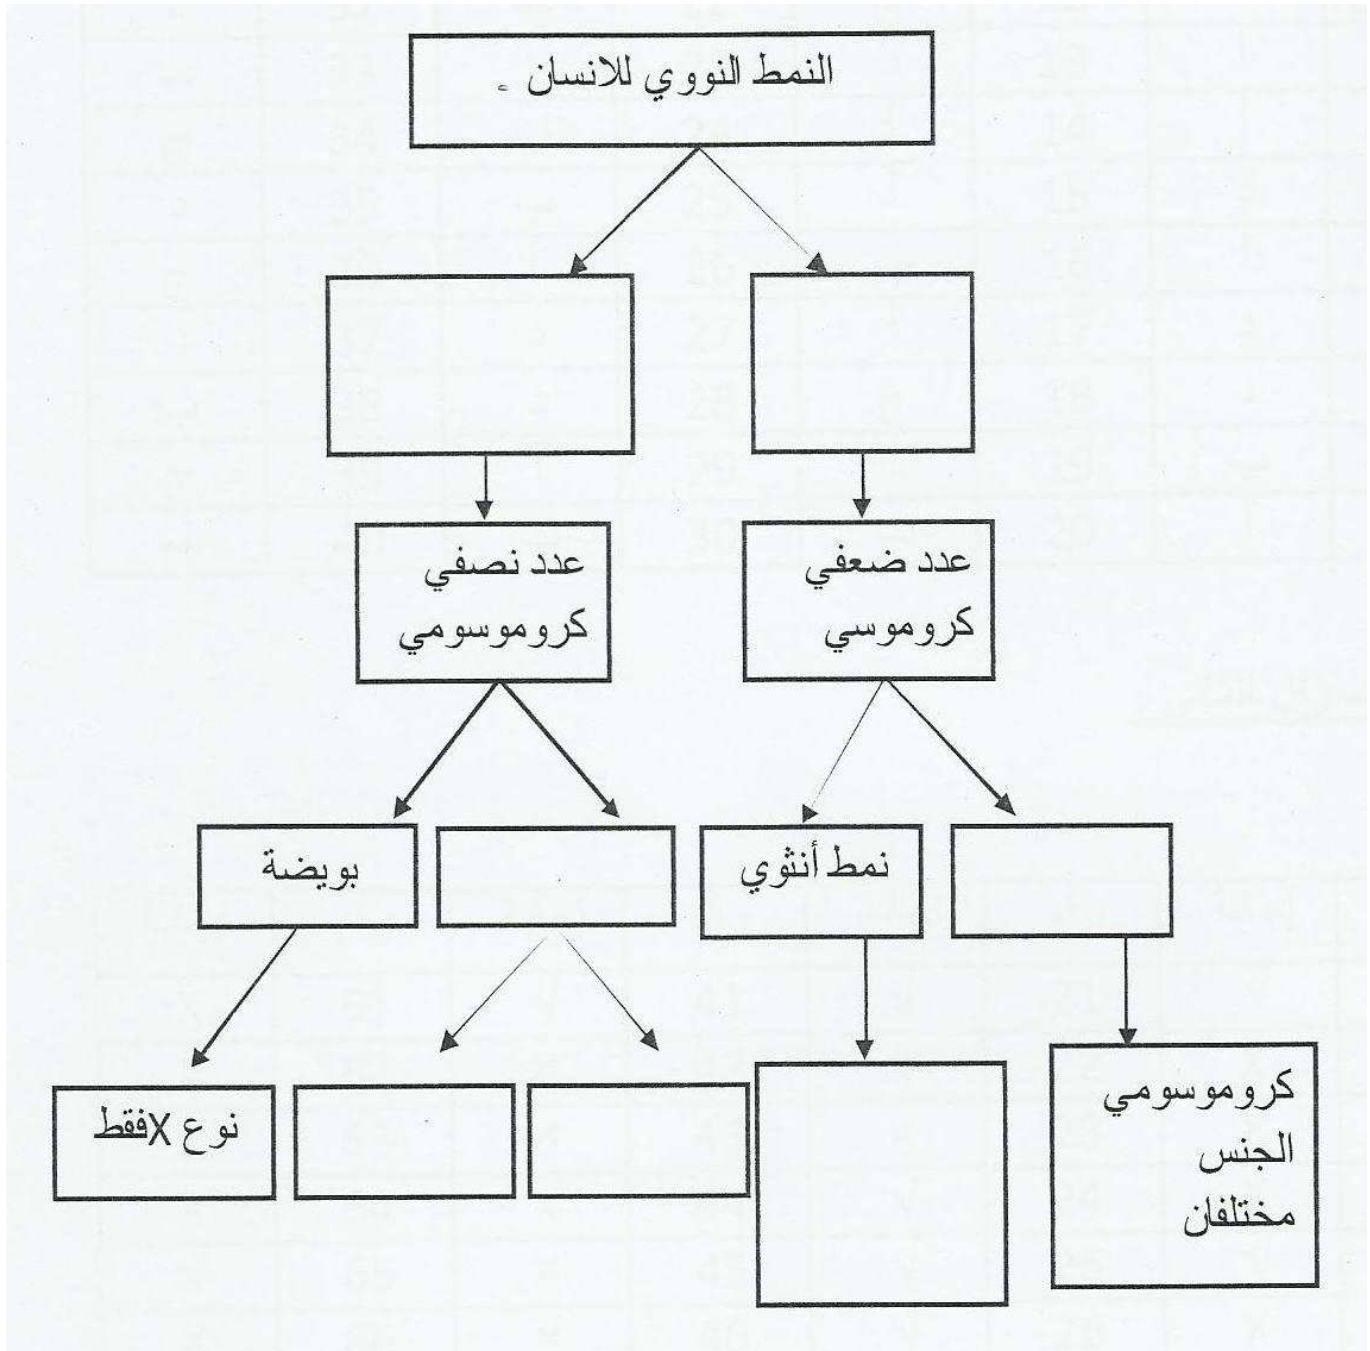 النمط النووي للانسان .
عدد ضعفي
كروموسي
عدد نصفي
كروموسومي
نمط أنثوي
بويضة
كروموسومي
الجنس
مختلفان
نوع Xفقط